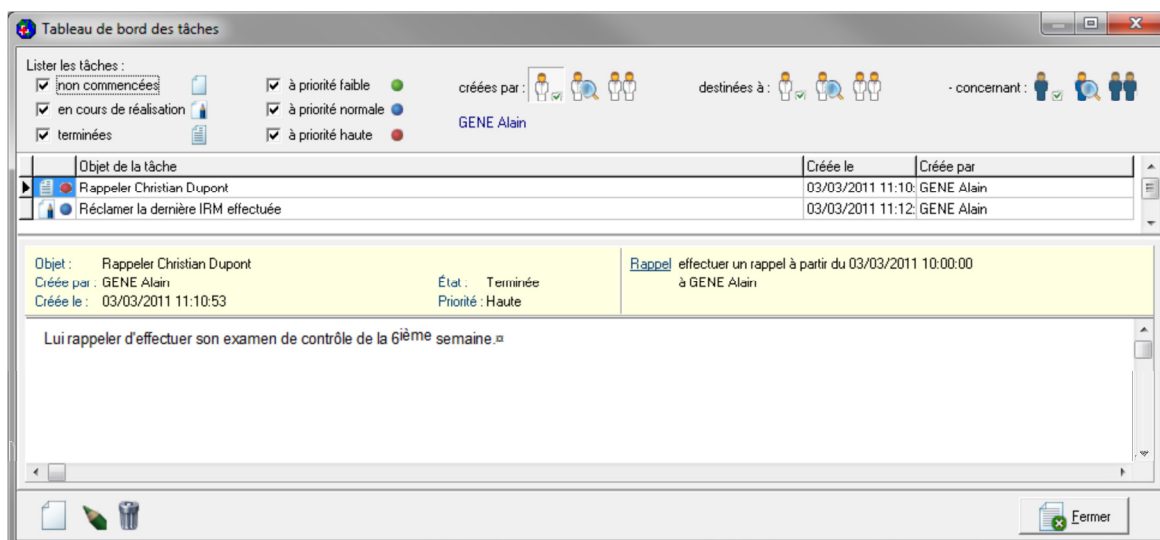 Tableau de bord des tâches
Lister les tâches :
non commencées
à priorité faible
créées par :
destinées à :
- concernant :
en cours de réalisation
à priorité normale
GENE Alain
terminées
à priorité haute
Objet de la tâche Créée le Créée par
Rappeler Christian Dupont 03/03/2011 11:10: GENE Alain
Réclamer la dernière IRM effectuée 03/03/2011 11:12: GENE Alain
Objet : Rappeler Christian Dupont
Créée par : GENE Alain
Créée le : 03/03/2011 11:10:53
État : Terminée
Priorité : Haute
Rappel effectuer un rappel à partir du 03/03/2011 10:00:00
à GENE Alain
Lui rappeler d'effectuer son examen de contrôle de la 6ième semaine.¤
Fermer